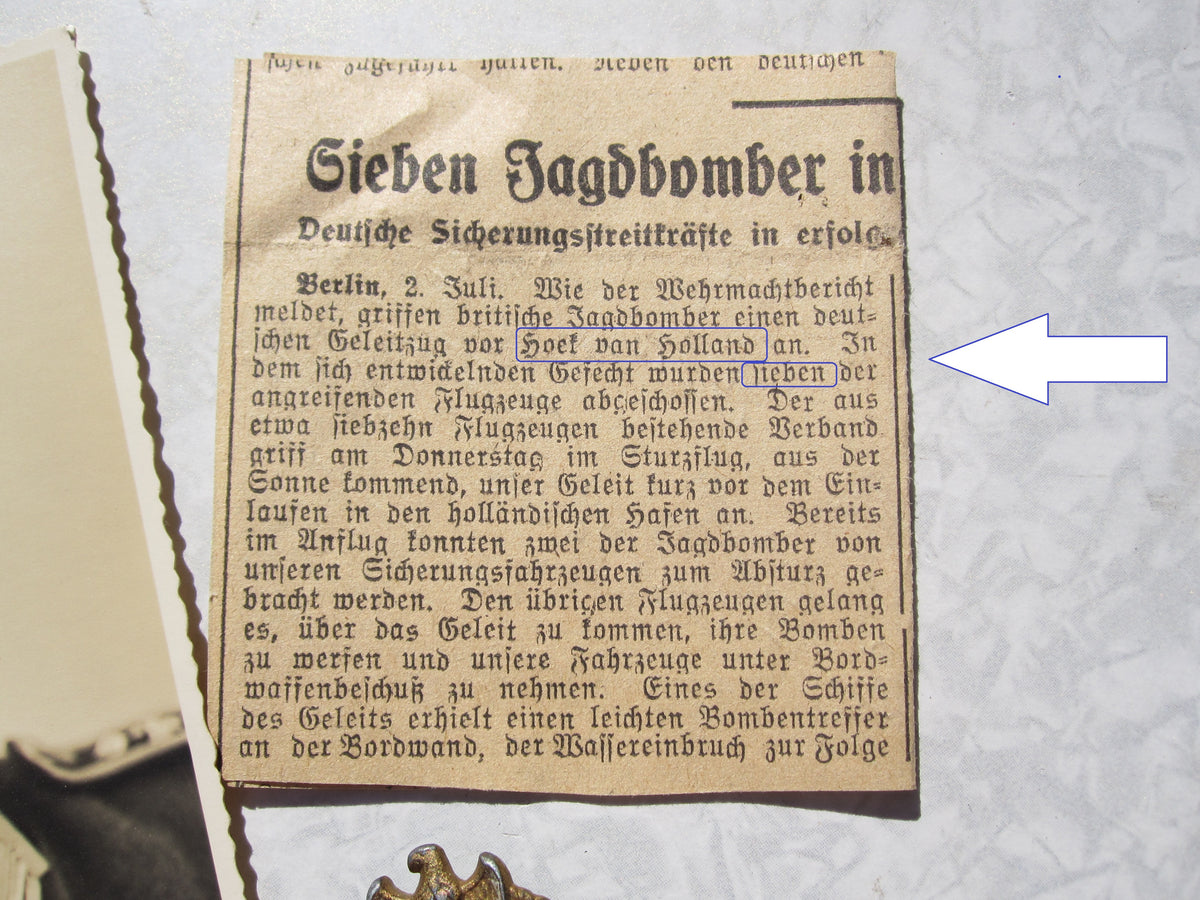 schen zugeführt hatten. Neben den deutschen
Sieben Jagdbomber in
Deutsche Sicherungsstreitkräfte in erfolg
Berlin, 2. Juli. Wie der Wehrmachtbericht
meldet, griffen britische Jagdbomber einen deut-
schen Geleitzug vor Hoek van Holland an. In
dem sich entwickelnden Gefecht wurden sieben der
angreifenden Flugzeuge abgeschossen. Der aus
etwa siebzehn Flugzeugen bestehende Verband
griff am Donnerstag im Sturzflug, aus der
Sonne kommend, unser Geleit kurz vor dem Ein-
laufen in den holländischen Hafen an. Bereits
im Anflug konnten zwei der Jagdbomber von
unseren Sicherungsfahrzeugen zum Absturz ge-
bracht werden. Den übrigen Flugzeugen gelang
es, über das Geleit zu kommen, ihre Bomben
zu werfen und unsere Fahrzeuge unter Bord-
waffenbeschuß zu nehmen. Eines der Schiffe
des Geleits erhielt einen leichten Bombentreffer
an der Bordwand, der Wassereinbruch zur Folge